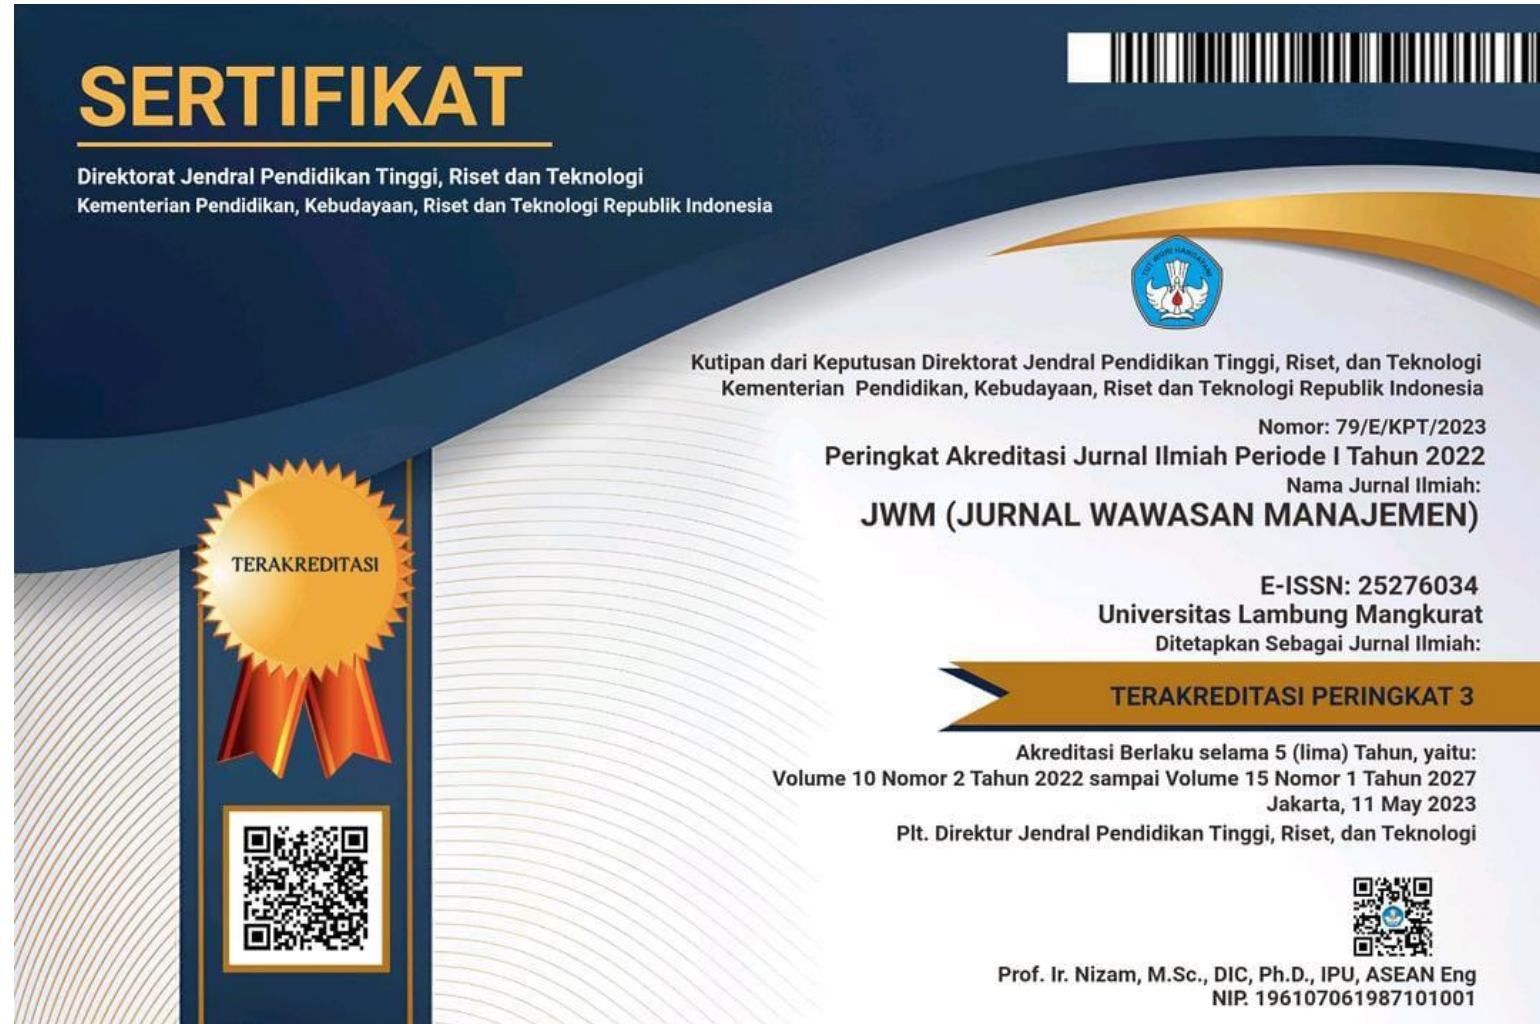 SERTIFIKAT
Direktorat Jendral Pendidikan Tinggi, Riset dan Teknologi
Kementerian Pendidikan, Kebudayaan, Riset dan Teknologi Republik Indonesia
TUT WURI HANDAYANI
Kutipan dari Keputusan Direktorat Jendral Pendidikan Tinggi, Riset, dan Teknologi
Kementerian Pendidikan, Kebudayaan, Riset dan Teknologi Republik Indonesia
Nomor: 79/E/KPT/2023
Peringkat Akreditasi Jurnal Ilmiah Periode I Tahun 2022
Nama Jurnal Ilmiah:
JWM (JURNAL WAWASAN MANAJEMEN)
E-ISSN: 25276034
Universitas Lambung Mangkurat
Ditetapkan Sebagai Jurnal Ilmiah:
TERAKREDITASI PERINGKAT 3
TERAKREDITASI
Akreditasi Berlaku selama 5 (lima) Tahun, yaitu:
Volume 10 Nomor 2 Tahun 2022 sampai Volume 15 Nomor 1 Tahun 2027
Jakarta, 11 May 2023
Plt. Direktur Jendral Pendidikan Tinggi, Riset, dan Teknologi
Prof. Ir. Nizam, M.Sc., DIC, Ph.D., IPU, ASEAN Eng
NIP. 196107061987101001